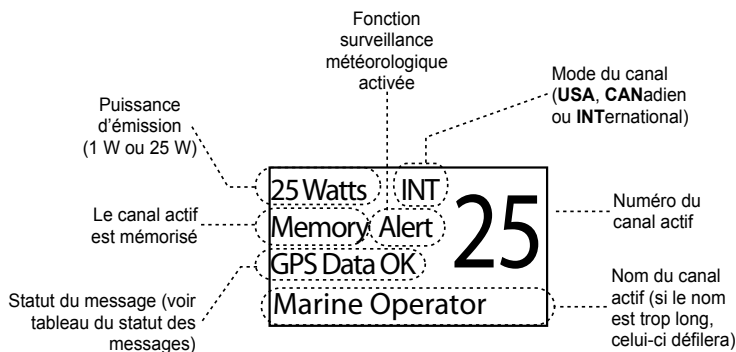 Fonction
surveillance
météorologique
activée
Mode du canal
(USA, CANadien
ou INTernational)
Puissance
d'émission
(1 W ou 25 W)
25 Watts INT
25
Le canal actif
est mémorisé
Memory Alert
Numéro du
canal actif
GPS Data OK
Statut du message (voir
tableau du statut des
messages)
Marine Operator
Nom du canal
actif (si le nom
est trop long,
celui-ci défilera)